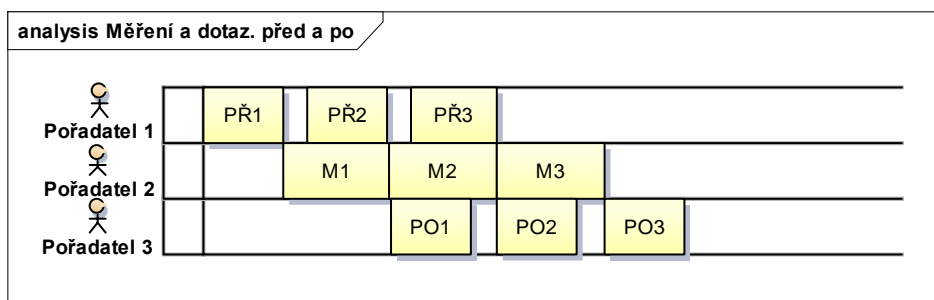 analysis Měření a dotaz. před a po
Pořadatel 1
PŘ1
PŘ2
PŘ3
Pořadatel 2
M1
M2
M3
Pořadatel 3
PO1
PO2
PO3